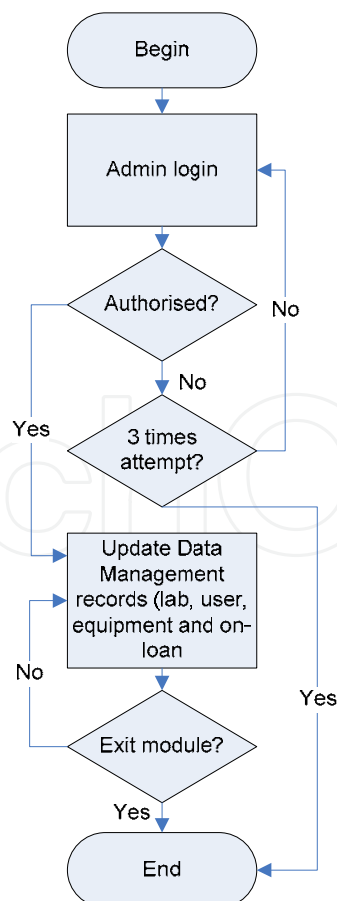 Begin
Admin login
Authorised?
No
No
Yes
3 times
attempt?
Update Data
Management
records (lab, user,
equipment and on-
loan
No
Yes
Exit module?
Yes
End